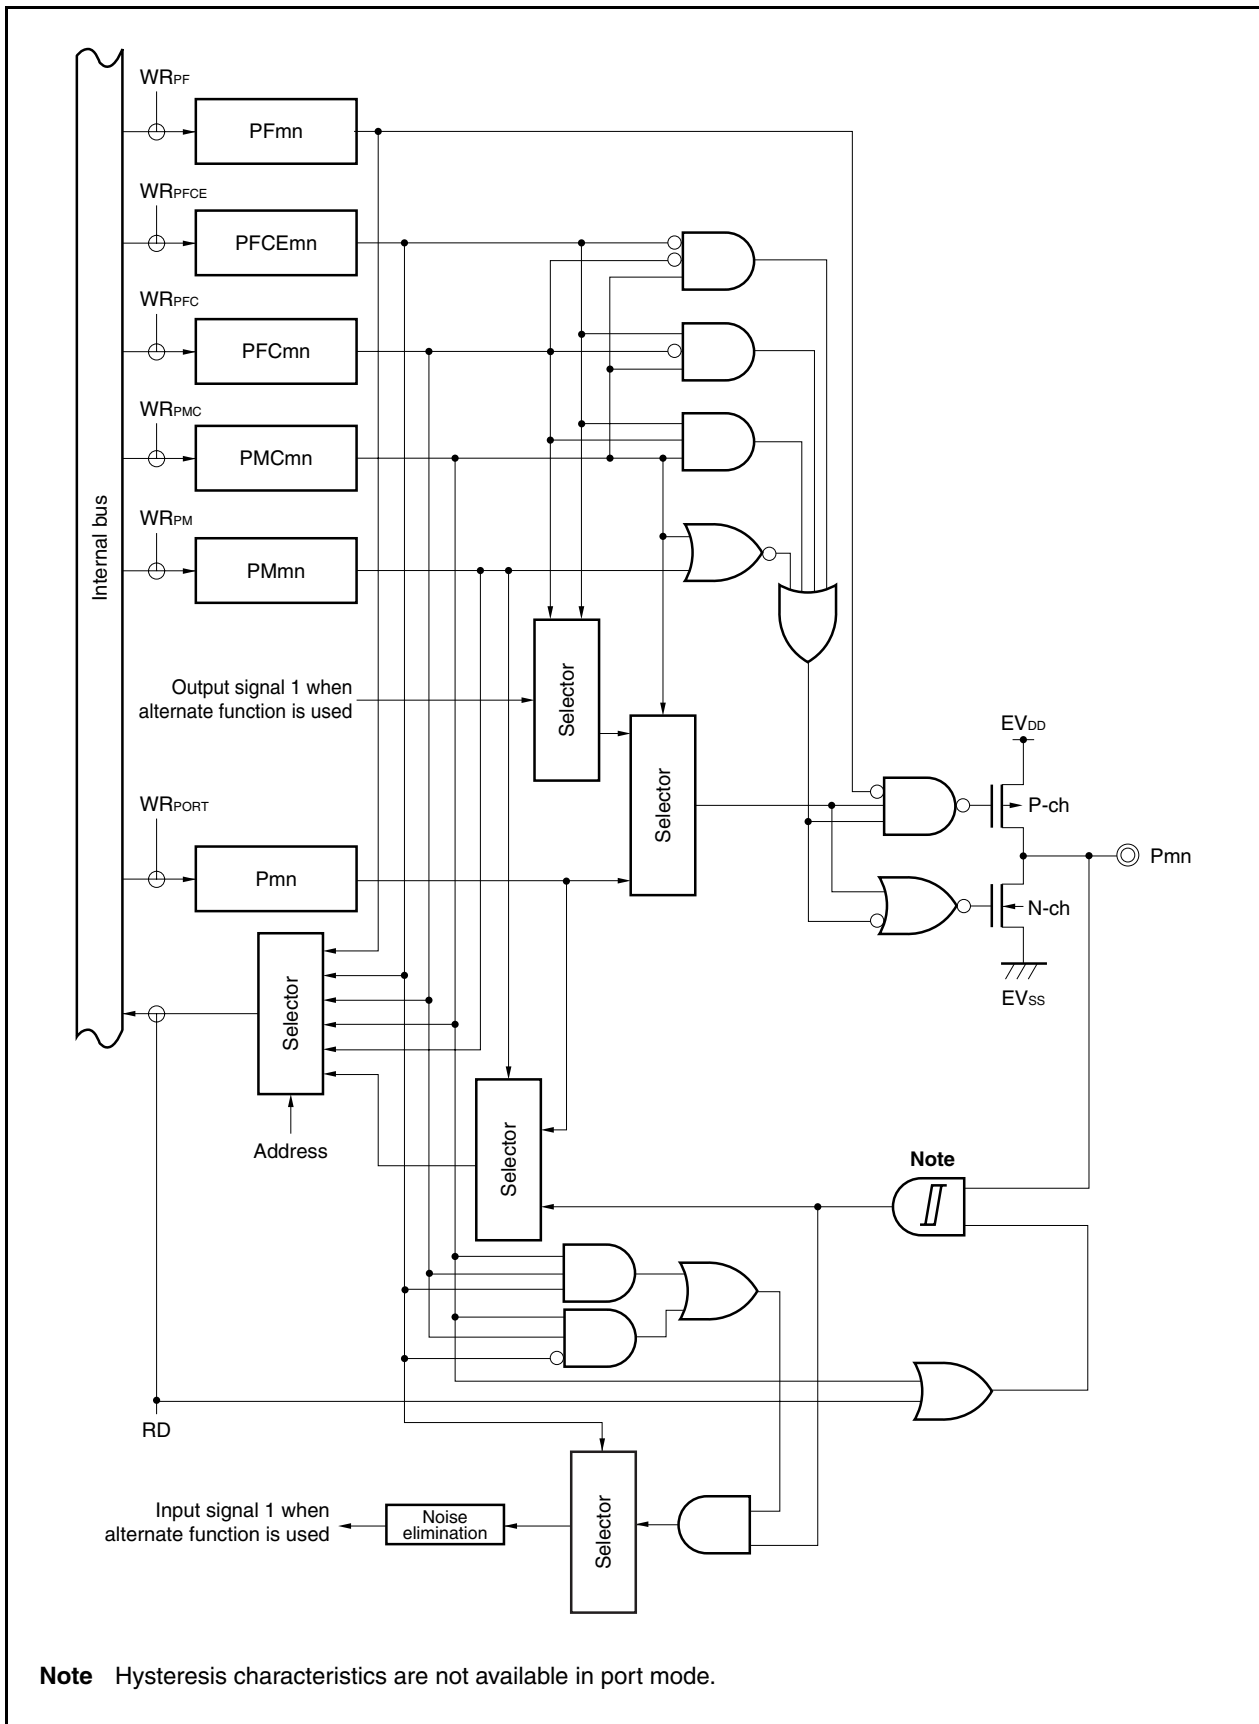 WRPF
PFmn
WRPFCE
PFCEmn
WRPFC
PFCmn
WRPMC
PMCmn
Internal bus
WRPM
PMmn
Output signal 1 when
alternate function is used
Selector
Selector
EVDD
P-ch
WRPORT
Pmn
Pmn
N-ch
EVSS
Selector
Address
Selector
Note
RD
Input signal 1 when
alternate function is used
Noise
elimination
Selector
Note Hysteresis characteristics are not available in port mode.